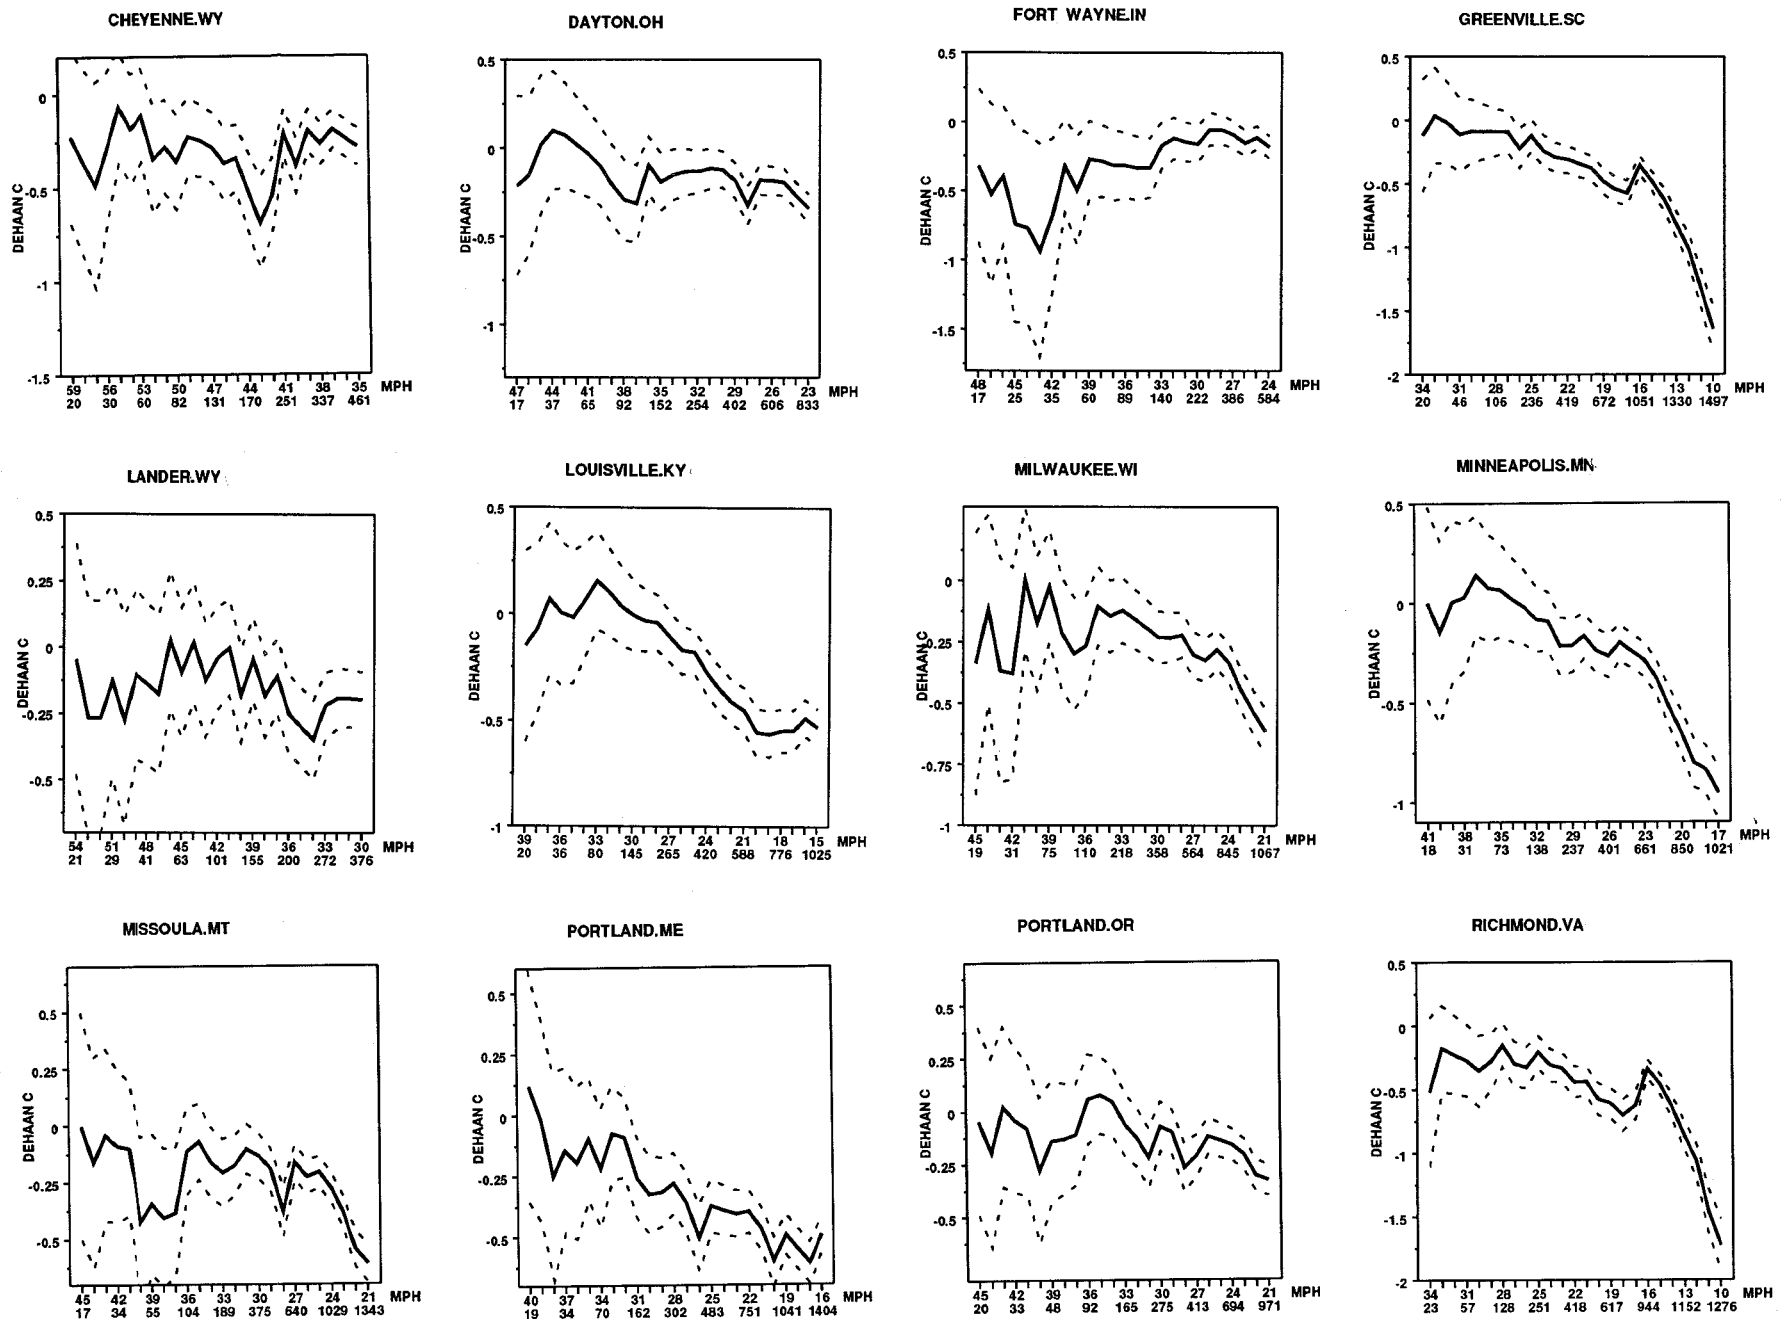 CHEYENNE.WY
0
-0.5
-1
-1.5
DEHAAN C
59 56 53 50 47 44 41 38 35 MPH
20 30 60 82 131 170 251 337 461
DAYTON.OH
0.5
0
-0.5
-1
DEHAAN C
47 44 41 38 35 32 29 26 23 MPH
17 37 65 92 152 254 402 606 833
FORT WAYNE.IN
0.5
0
-0.5
-1
-1.5
DEHAAN C
48 45 42 39 36 33 30 27 24 MPH
17 25 35 60 89 140 222 386 584
GREENVILLE.SC
0.5
0
-0.5
-1
-1.5
-2
DEHAAN C
34 31 28 25 22 19 16 13 10 MPH
20 46 106 236 419 672 1051 1330 1497
LANDER.WY
0.5
0.25
0
-0.25
-0.5
DEHAAN C
54 51 48 45 42 39 36 33 30 MPH
21 29 41 63 101 155 200 272 376
LOUISVILLE.KY
0.5
0
-0.5
-1
DEHAAN C
39 36 33 30 27 24 21 18 15 MPH
20 36 80 145 265 420 588 776 1025
MILWAUKEE.WI
0
-0.25
-0.5
-0.75
-1
DEHAAN C
45 42 39 36 33 30 27 24 21 MPH
19 31 75 110 218 358 564 845 1067
MINNEAPOLIS.MN
0.5
0
-0.5
-1
DEHAAN C
41 38 35 32 29 26 23 20 17 MPH
18 31 73 138 237 401 661 850 1021
MISSOULA.MT
0.5
0.25
0
-0.25
-0.5
DEHAAN C
45 42 39 36 33 30 27 24 21 MPH
17 34 55 104 189 375 640 1029 1343
PORTLAND.ME
0.5
0.25
0
-0.25
-0.5
DEHAAN C
40 37 34 31 28 25 22 19 16 MPH
19 34 70 162 302 483 751 1041 1404
PORTLAND.OR
0.5
0.25
0
-0.25
-0.5
DEHAAN C
45 42 39 36 33 30 27 24 21 MPH
20 33 48 92 165 275 413 694 971
RICHMOND.VA
0.5
0
-0.5
-1
-1.5
-2
DEHAAN C
34 31 28 25 22 19 16 13 10 MPH
23 57 128 251 418 617 944 1152 1276